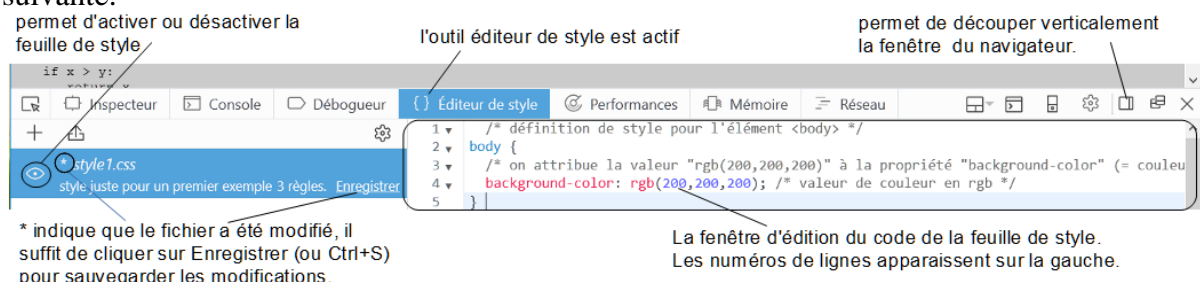 suivante.
permet d'activer ou désactiver la
feuille de style
l'outil éditeur de style est actif
permet de découper verticalement
la fenêtre du navigateur.
if x > y:
return x
Inspecteur Console Débogueur {} Éditeur de style Performances Mémoire Réseau
* style1.css
style juste pour un premier exemple 3 règles. Enregistrer
1 /* définition de style pour l'élément <body> */
2 body {
3 /* on attribue la valeur "rgb(200,200,200)" à la propriété "background-color" (= couleu
4 background-color: rgb(200,200,200); /* valeur de couleur en rgb */
5 }
* indique que le fichier a été modifié, il
suffit de cliquer sur Enregistrer (ou Ctrl+S)
pour sauvegarder les modifications.
La fenêtre d'édition du code de la feuille de style.
Les numéros de lignes apparaissent sur la gauche.